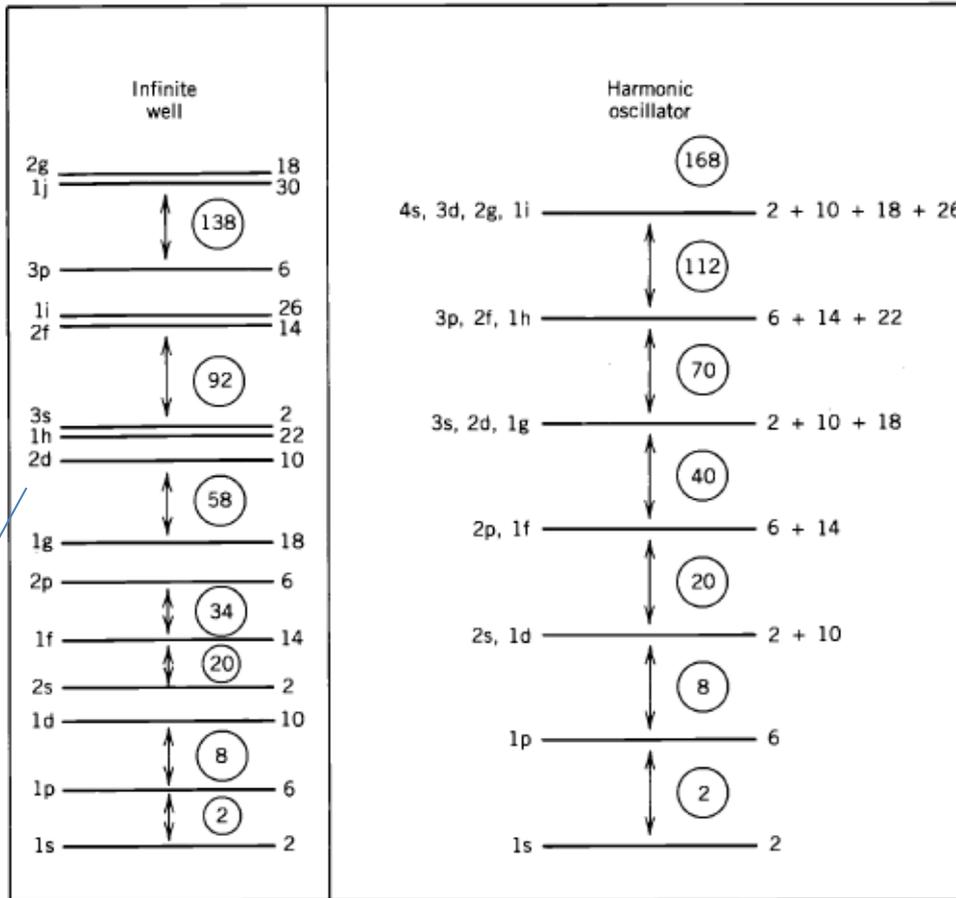 Infinite
well
2g 18
1j 30
138
3p 6
1i 26
2f 14
92
3s 2
1h 22
2d 10
58
1g 18
2p 6
34
1f 14
20
2s 2
1d 10
8
1p 6
2
1s 2
Harmonic
oscillator
168
4s, 3d, 2g, 1i 2 + 10 + 18 + 26
112
3p, 2f, 1h 6 + 14 + 22
70
3s, 2d, 1g 2 + 10 + 18
40
2p, 1f 6 + 14
20
2s, 1d 2 + 10
8
1p 6
2
1s 2